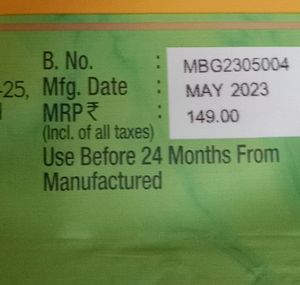 B. No. : MBG2305004
-25, Mfg. Date : MAY 2023
MRP ₹ : 149.00
(Incl. of all taxes)
Use Before 24 Months From
Manufactured